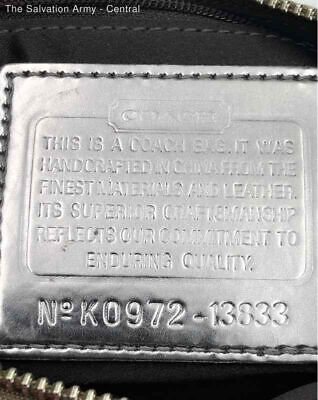 The Salvation Army - Central
COACH
THIS IS A COACH BAG. IT WAS
HANDCRAFTED IN CHINA FROM THE
FINEST MATERIALS AND LEATHER.
ITS SUPERIOR CRAFTSMANSHIP
REFLECTS OUR COMMITMENT TO
ENDURING QUALITY.
Nº K0972-13833